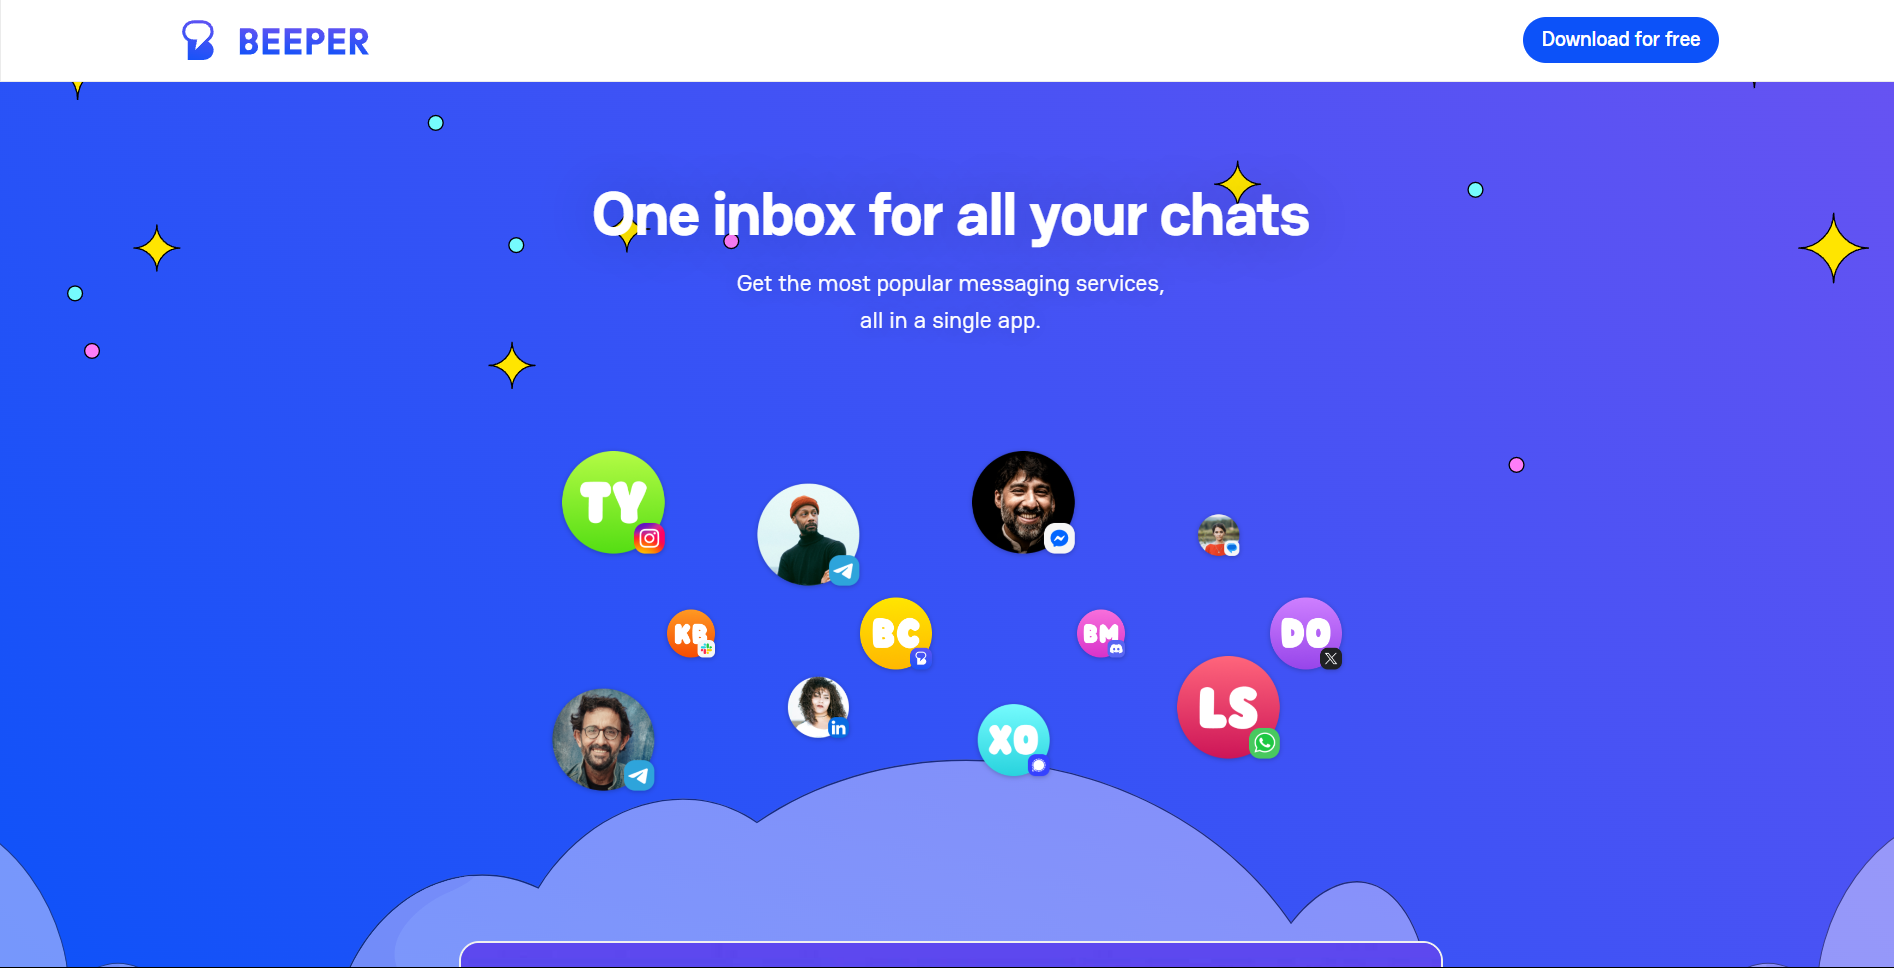 BEEPER
Download for free
One inbox for all your chats
Get the most popular messaging services,
all in a single app.
TY
KB
BC
BM
DO
in
XO
LS